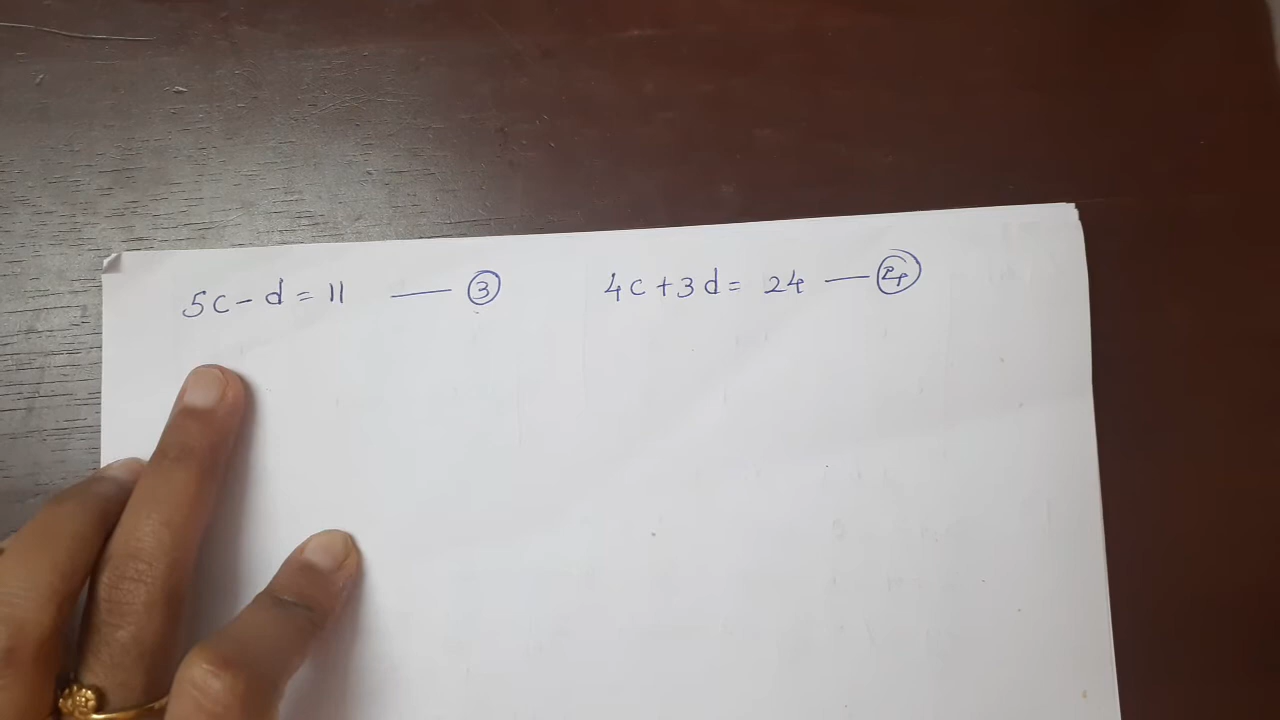 5c - d = 11 —— ③ 4c + 3d = 24 — ④